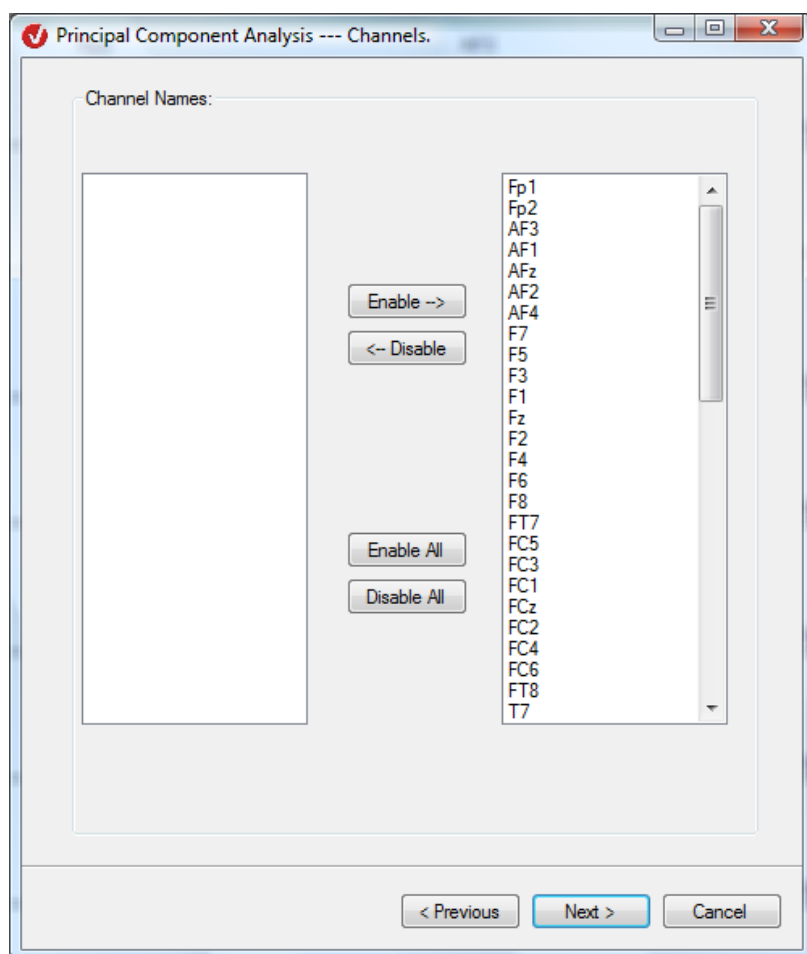 Principal Component Analysis --- Channels.
Channel Names:
Enable -->
<-- Disable
Enable All
Disable All
Fp1
Fp2
AF3
AF1
AFz
AF2
AF4
F7
F5
F3
F1
Fz
F2
F4
F6
F8
FT7
FC5
FC3
FC1
FCz
FC2
FC4
FC6
FT8
T7
< Previous
Next >
Cancel